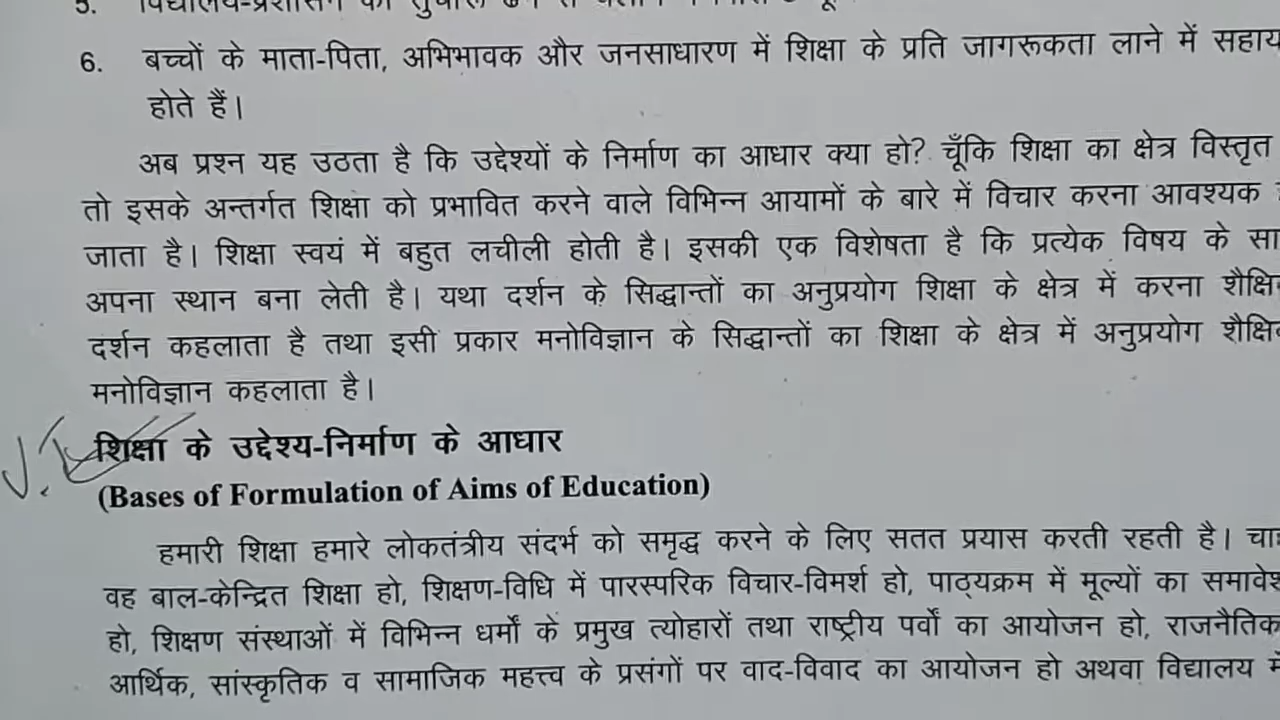 5. विद्यालय-प्रशासन को
6. बच्चों के माता-पिता, अभिभावक और जनसाधारण में शिक्षा के प्रति जागरूकता लाने में
होते हैं।
अब प्रश्न यह उठता है कि उद्देश्यों के निर्माण का आधार क्या हो? चूँकि शिक्षा का क्षेत्र विस्तृत
तो इसके अन्तर्गत शिक्षा को प्रभावित करने वाले विभिन्न आयामों के बारे में विचार करना आवश्यक
जाता है। शिक्षा स्वयं में बहुत लचीली होती है। इसकी एक विशेषता है कि प्रत्येक विषय के
अपना स्थान बना लेती है। यथा दर्शन के सिद्धान्तों का अनुप्रयोग शिक्षा के क्षेत्र में करना
दर्शन कहलाता है तथा इसी प्रकार मनोविज्ञान के सिद्धान्तों का शिक्षा के क्षेत्र में अनुप्रयोग
मनोविज्ञान कहलाता है।
शिक्षा के उद्देश्य-निर्माण के आधार
(Bases of Formulation of Aims of Education)
हमारी शिक्षा हमारे लोकतंत्रीय संदर्भ को समृद्ध करने के लिए सतत प्रयास करती रहती है।
वह बाल-केन्द्रित शिक्षा हो, शिक्षण-विधि में पारस्परिक विचार-विमर्श हो, पाठ्यक्रम में मूल्यों का समावेश
हो, शिक्षण संस्थाओं में विभिन्न धर्मों के प्रमुख त्योहारों तथा राष्ट्रीय पर्वों का आयोजन हो, राजनैतिक
आर्थिक, सांस्कृतिक व सामाजिक महत्त्व के प्रसंगों पर वाद-विवाद का आयोजन हो अथवा विद्यालय में